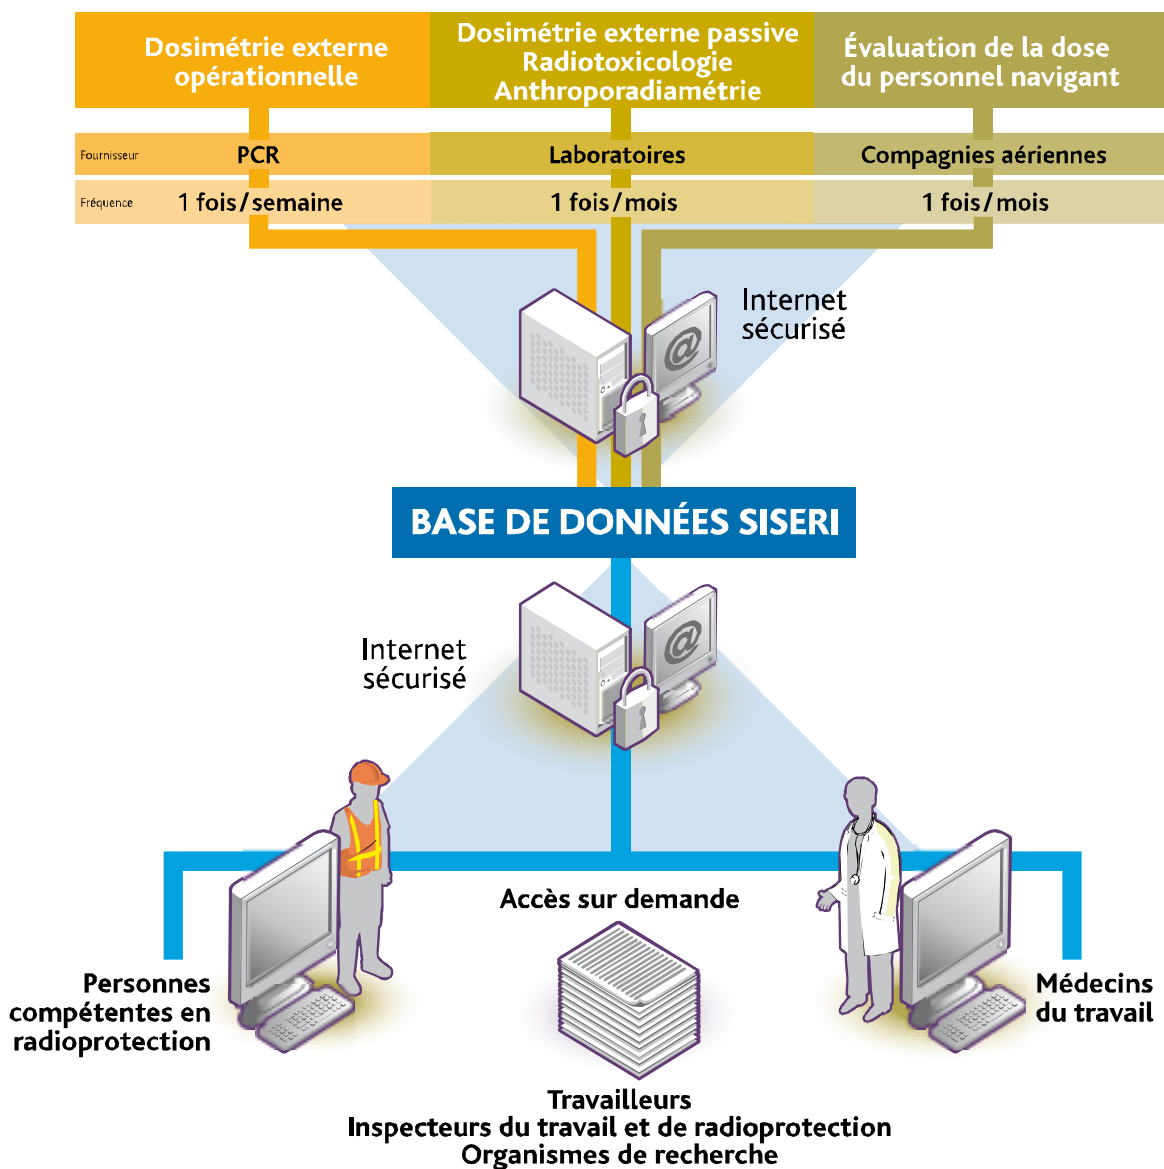 Dosimétrie externe
opérationnelle
Dosimétrie externe passive
Radiotoxicologie
Anthroporadiamétrie
Évaluation de la dose
du personnel navigant
Fournisseur
PCR
Laboratoires
Compagnies aériennes
Fréquence
1 fois/semaine
1 fois/mois
1 fois/mois
Internet
sécurisé
@
BASE DE DONNÉES SISERI
Internet
sécurisé
@
Accès sur demande
Personnes
compétentes en
radioprotection
Médecins
du travail
Travailleurs
Inspecteurs du travail et de radioprotection
Organismes de recherche